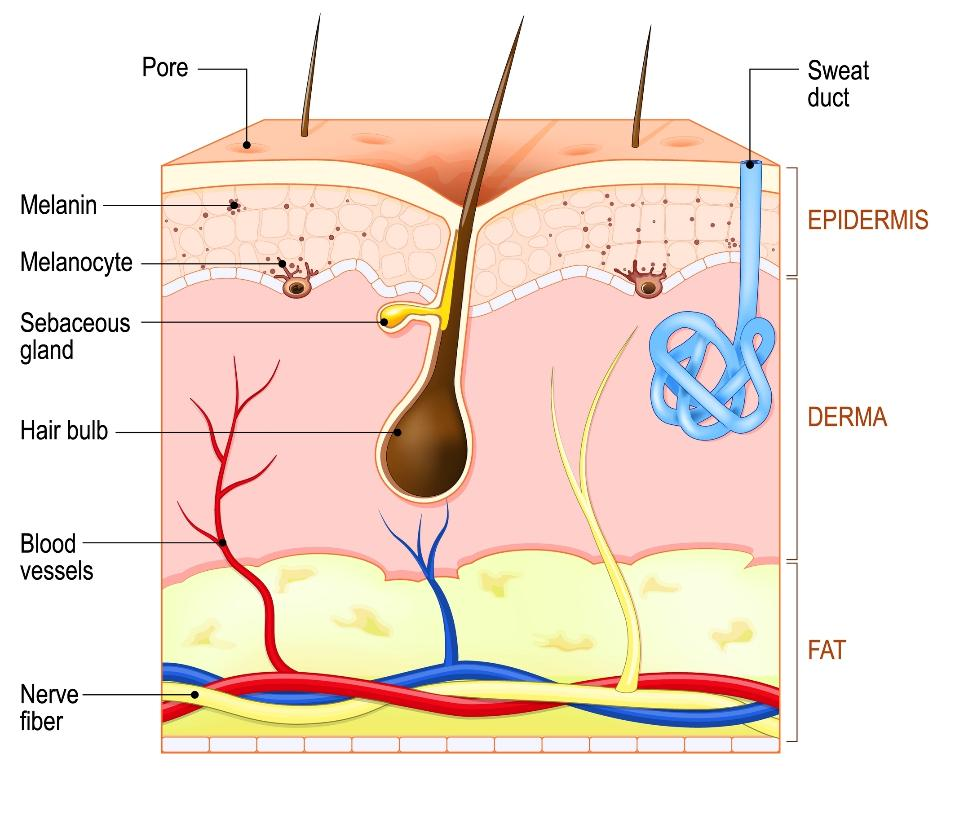 Pore
Sweat
duct
Melanin
EPIDERMIS
Melanocyte
Sebaceous
gland
DERMA
Hair bulb
Blood
vessels
FAT
Nerve
fiber